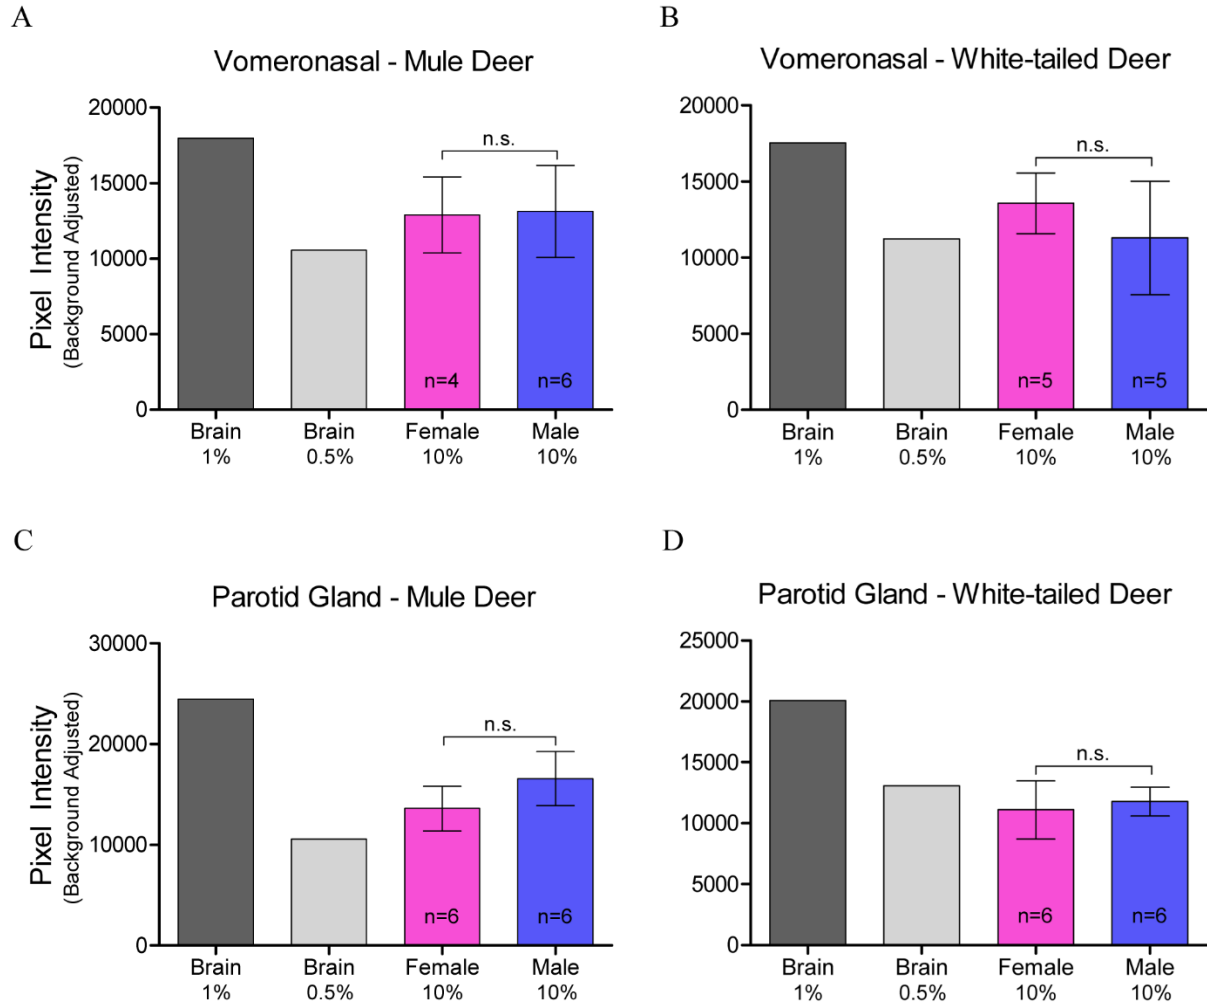 A
Vomeronasal - Mule Deer
Pixel Intensity
(Background Adjusted)
20000
15000
10000
5000
0
n.s.
n=4
n=6
Brain
1%
Brain
0.5%
Female
10%
Male
10%
B
Vomeronasal - White-tailed Deer
20000
15000
10000
5000
0
n.s.
n=5
n=5
Brain
1%
Brain
0.5%
Female
10%
Male
10%
C
Parotid Gland - Mule Deer
Pixel Intensity
(Background Adjusted)
30000
20000
10000
0
n.s.
n=6
n=6
Brain
1%
Brain
0.5%
Female
10%
Male
10%
D
Parotid Gland - White-tailed Deer
25000
20000
15000
10000
5000
0
n.s.
n=6
n=6
Brain
1%
Brain
0.5%
Female
10%
Male
10%